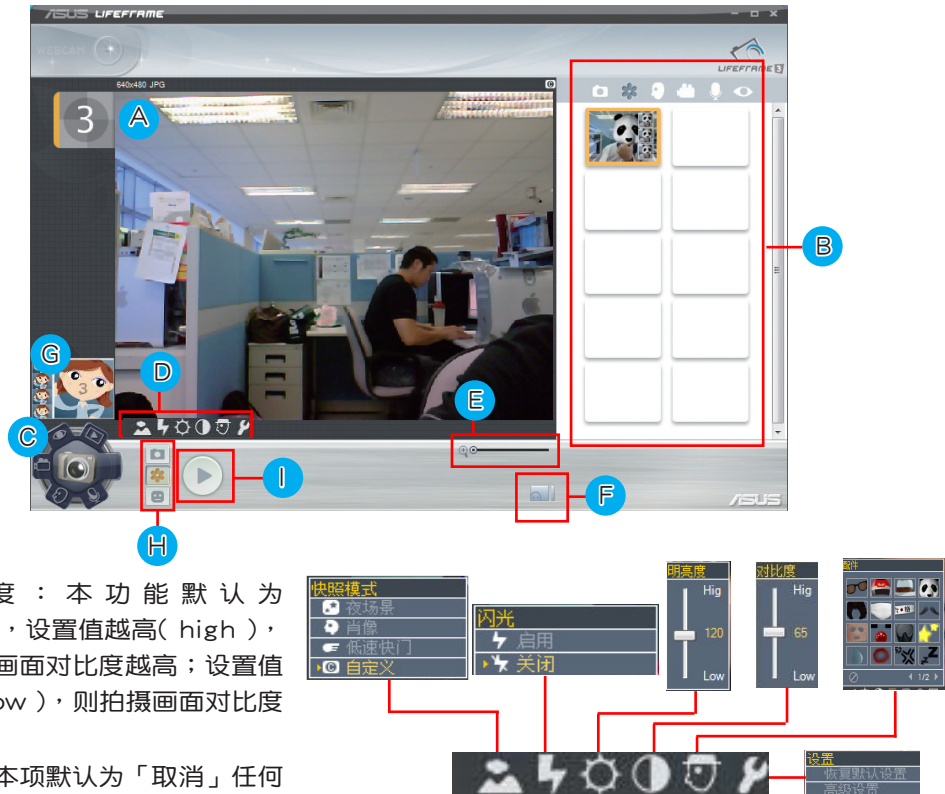 ASUS LIFEFRAME
WEBCAM
LIFEFRAME 3
640x480 JPG
3
A
B
G
D
E
C
I
F
H
ASUS
度：本功能默认为
，设置值越高( high )，
画面对比度越高；设置值
ow )，则拍摄画面对比度
本项默认为「取消」任何
快照模式
夜场景
肖像
低速快门
自定义
闪光
启用
关闭
明亮度
Hig
120
Low
对比度
Hig
65
Low
配件
1/2
设置
恢复默认设置
高级设置